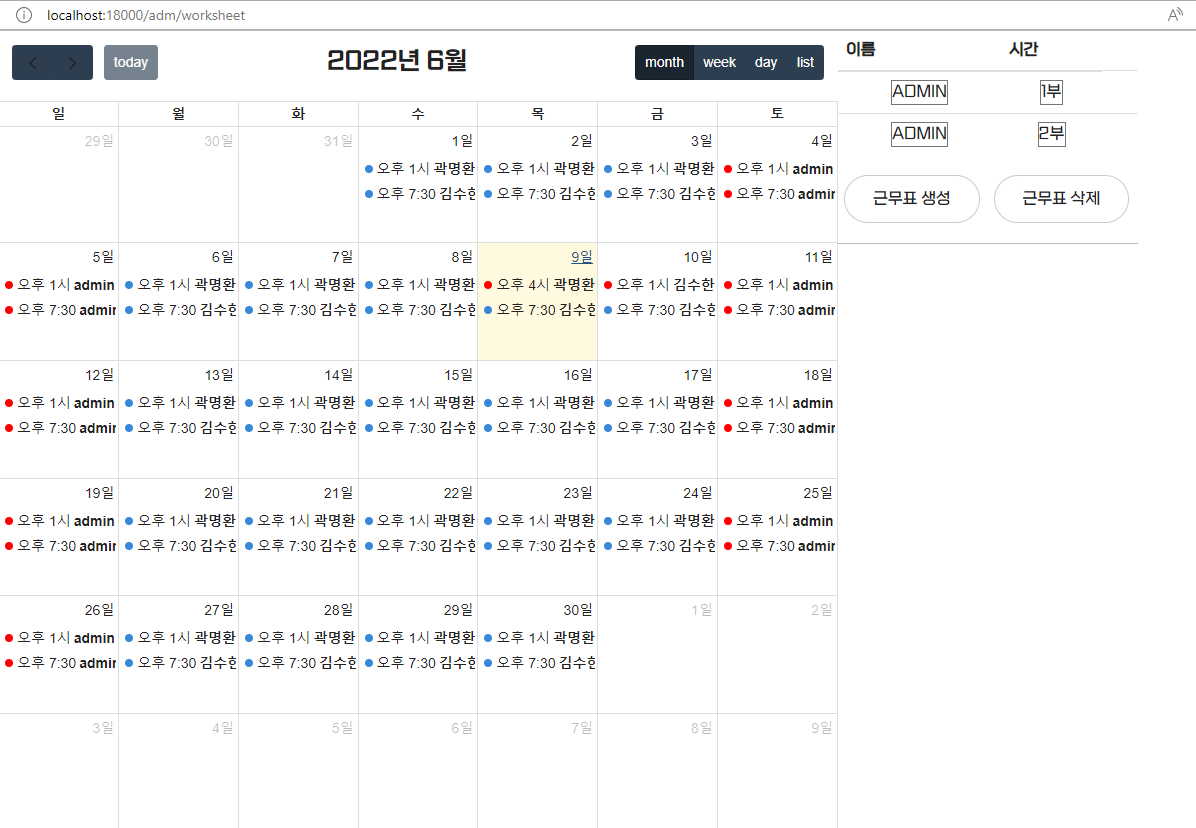 localhost:18000/adm/worksheet
today
2022년 6월
month week day list
일 월 화 수 목 금 토
29일 30일 31일 1일 2일 3일 4일
오후 1시 곽명환 오후 1시 곽명환 오후 1시 곽명환 오후 1시 admin
오후 7:30 김수한 오후 7:30 김수한 오후 7:30 김수한 오후 7:30 admin
5일 6일 7일 8일 9일 10일 11일
오후 1시 admin 오후 1시 곽명환 오후 1시 곽명환 오후 1시 곽명환 오후 4시 곽명환 오후 1시 김수한 오후 1시 admin
오후 7:30 admin 오후 7:30 김수한 오후 7:30 김수한 오후 7:30 김수한 오후 7:30 김수한 오후 7:30 김수한 오후 7:30 admin
12일 13일 14일 15일 16일 17일 18일
오후 1시 admin 오후 1시 곽명환 오후 1시 곽명환 오후 1시 곽명환 오후 1시 곽명환 오후 1시 곽명환 오후 1시 admin
오후 7:30 admin 오후 7:30 김수한 오후 7:30 김수한 오후 7:30 김수한 오후 7:30 김수한 오후 7:30 김수한 오후 7:30 admin
19일 20일 21일 22일 23일 24일 25일
오후 1시 admin 오후 1시 곽명환 오후 1시 곽명환 오후 1시 곽명환 오후 1시 곽명환 오후 1시 곽명환 오후 1시 admin
오후 7:30 admin 오후 7:30 김수한 오후 7:30 김수한 오후 7:30 김수한 오후 7:30 김수한 오후 7:30 김수한 오후 7:30 admin
26일 27일 28일 29일 30일 1일 2일
오후 1시 admin 오후 1시 곽명환 오후 1시 곽명환 오후 1시 곽명환 오후 1시 곽명환
오후 7:30 admin 오후 7:30 김수한 오후 7:30 김수한 오후 7:30 김수한 오후 7:30 김수한
3일 4일 5일 6일 7일 8일 9일
이름 시간
ADMIN 1부
ADMIN 2부
근무표 생성 근무표 삭제